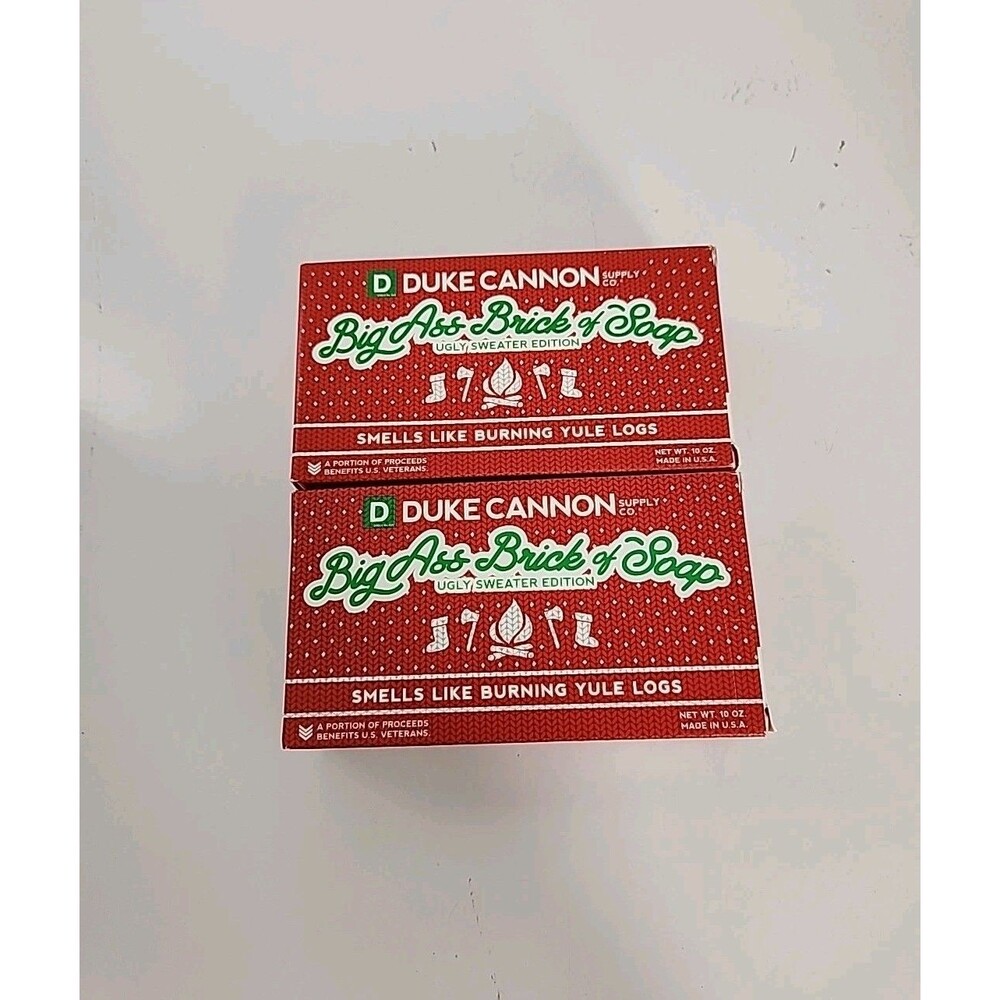 D DUKE CANNON SUPPLY CO.
Big Ass Brick of Soap
UGLY SWEATER EDITION
SMELLS LIKE BURNING YULE LOGS
A PORTION OF PROCEEDS
BENEFITS U.S. VETERANS.
NET WT. 10 OZ.
MADE IN U.S.A.
D DUKE CANNON SUPPLY CO.
Big Ass Brick of Soap
UGLY SWEATER EDITION
SMELLS LIKE BURNING YULE LOGS
A PORTION OF PROCEEDS
BENEFITS U.S. VETERANS.
NET WT. 10 OZ.
MADE IN U.S.A.